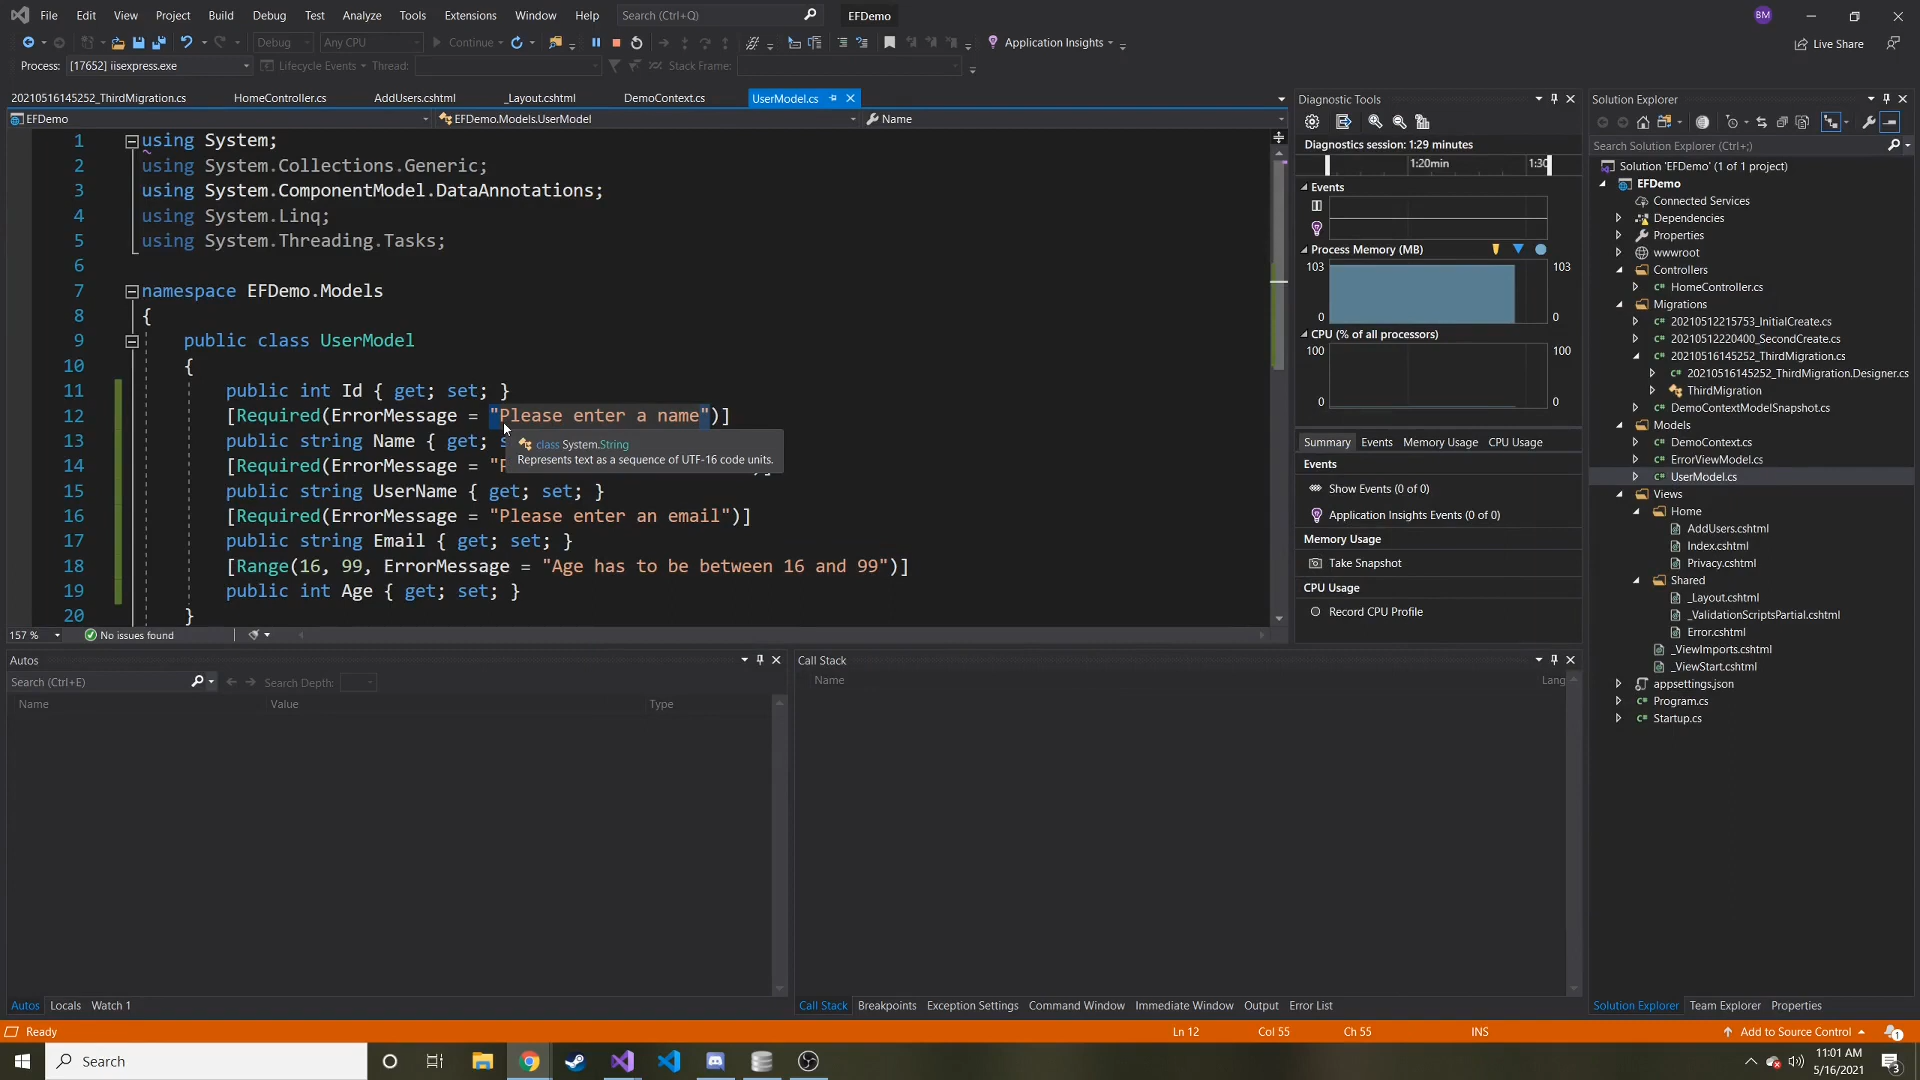 File Edit View Project Build Debug Test Analyze Tools Extensions Window Help Search (Ctrl+Q) EFDemo BM
Debug Any CPU Continue Application Insights Live Share
Process: [17652] iisexpress.exe Lifecycle Events Thread: Stack Frame:
20210516145252_ThirdMigration.cs HomeController.cs AddUsers.cshtml _Layout.cshtml DemoContext.cs UserModel.cs
EFDemo EFDemo.Models.UserModel Name
1 using System;
2 using System.Collections.Generic;
3 using System.ComponentModel.DataAnnotations;
4 using System.Linq;
5 using System.Threading.Tasks;
6
7 namespace EFDemo.Models
8 {
9 public class UserModel
10 {
11 public int Id { get; set; }
12 [Required(ErrorMessage = "Please enter a name")]
13 public string Name { get; s
class System.String
Represents text as a sequence of UTF-16 code units.
14 [Required(ErrorMessage = "
15 public string UserName { get; set; }
16 [Required(ErrorMessage = "Please enter an email")]
17 public string Email { get; set; }
18 [Range(16, 99, ErrorMessage = "Age has to be between 16 and 99")]
19 public int Age { get; set; }
20 }
157 % No issues found
Autos
Search (Ctrl+E) Search Depth:
Name Value Type
Autos Locals Watch 1
Call Stack
Name Lang
Call Stack Breakpoints Exception Settings Command Window Immediate Window Output Error List
Diagnostic Tools
Diagnostics session: 1:29 minutes
1:20min 1:30
Events
Process Memory (MB)
103 103
0 0
CPU (% of all processors)
100 100
0 0
Summary Events Memory Usage CPU Usage
Events
Show Events (0 of 0)
Application Insights Events (0 of 0)
Memory Usage
Take Snapshot
CPU Usage
Record CPU Profile
Solution Explorer
Search Solution Explorer (Ctrl+;)
Solution 'EFDemo' (1 of 1 project)
EFDemo
Connected Services
Dependencies
Properties
wwwroot
Controllers
C# HomeController.cs
Migrations
C# 20210512215753_InitialCreate.cs
C# 20210512220400_SecondCreate.cs
C# 20210516145252_ThirdMigration.cs
C# 20210516145252_ThirdMigration.Designer.cs
ThirdMigration
C# DemoContextModelSnapshot.cs
Models
C# DemoContext.cs
C# ErrorViewModel.cs
C# UserModel.cs
Views
Home
AddUsers.cshtml
Index.cshtml
Privacy.cshtml
Shared
_Layout.cshtml
_ValidationScriptsPartial.cshtml
Error.cshtml
_ViewImports.cshtml
_ViewStart.cshtml
appsettings.json
C# Program.cs
C# Startup.cs
Solution Explorer Team Explorer Properties
Ready Ln 12 Col 55 Ch 55 INS Add to Source Control 1
Search 11:01 AM
5/16/2021 3